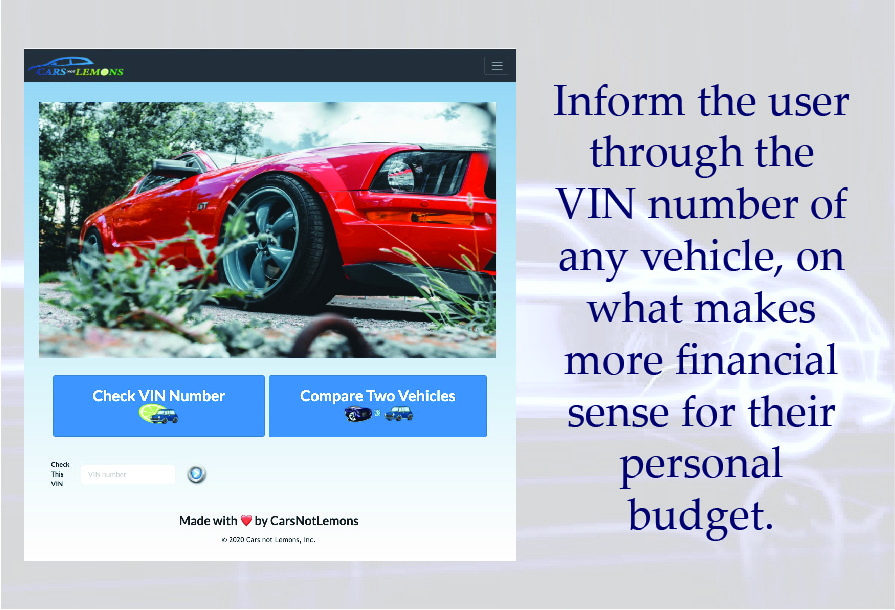 CARS NOT LEMONS
Check VIN Number
Compare Two Vehicles
Check
This
VIN
VIN number
Made with ❤️ by CarsNotLemons
© 2020 Cars not Lemons, Inc.
Inform the user
through the
VIN number of
any vehicle, on
what makes
more financial
sense for their
personal
budget.